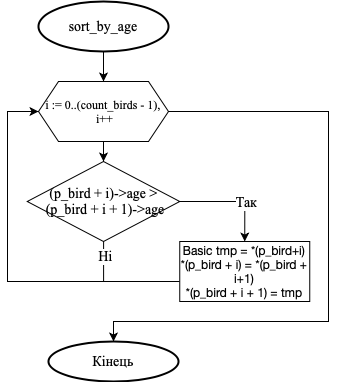 sort_by_age
i := 0..(count_birds - 1),
i++
(p_bird + i)->age >
(p_bird + i + 1)->age
Так
Ні
Basic tmp = *(p_bird+i)
*(p_bird + i) = *(p_bird +
i+1)
*(p_bird + i + 1) = tmp
Кінець